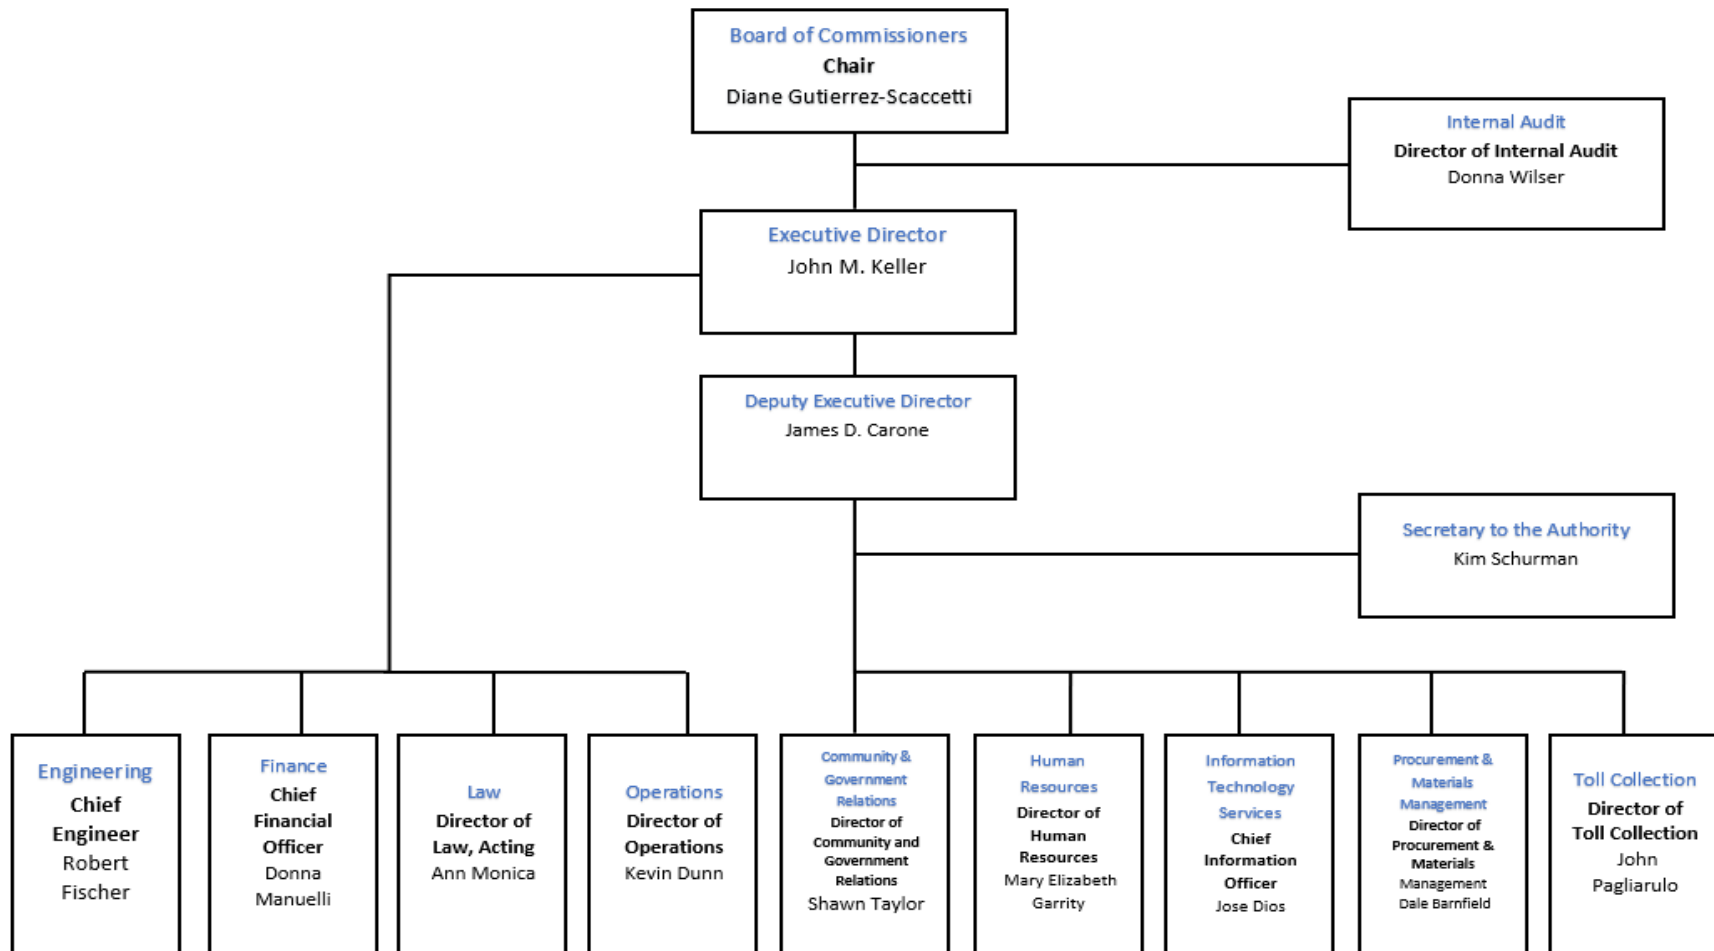 Board of Commissioners
Chair
Diane Gutierrez-Scaccetti
Internal Audit
Director of Internal Audit
Donna Wilser
Executive Director
John M. Keller
Deputy Executive Director
James D. Carone
Secretary to the Authority
Kim Schurman
Engineering
Chief
Engineer
Robert
Fischer
Finance
Chief
Financial
Officer
Donna
Manuelli
Law
Director of
Law, Acting
Ann Monica
Operations
Director of
Operations
Kevin Dunn
Community &
Government
Relations
Director of
Community and
Government
Relations
Shawn Taylor
Human
Resources
Director of
Human
Resources
Mary Elizabeth
Garrity
Information
Technology
Services
Chief
Information
Officer
Jose Dios
Procurement &
Materials
Management
Director of
Procurement &
Materials
Management
Dale Barnfield
Toll Collection
Director of
Toll Collection
John
Pagliarulo